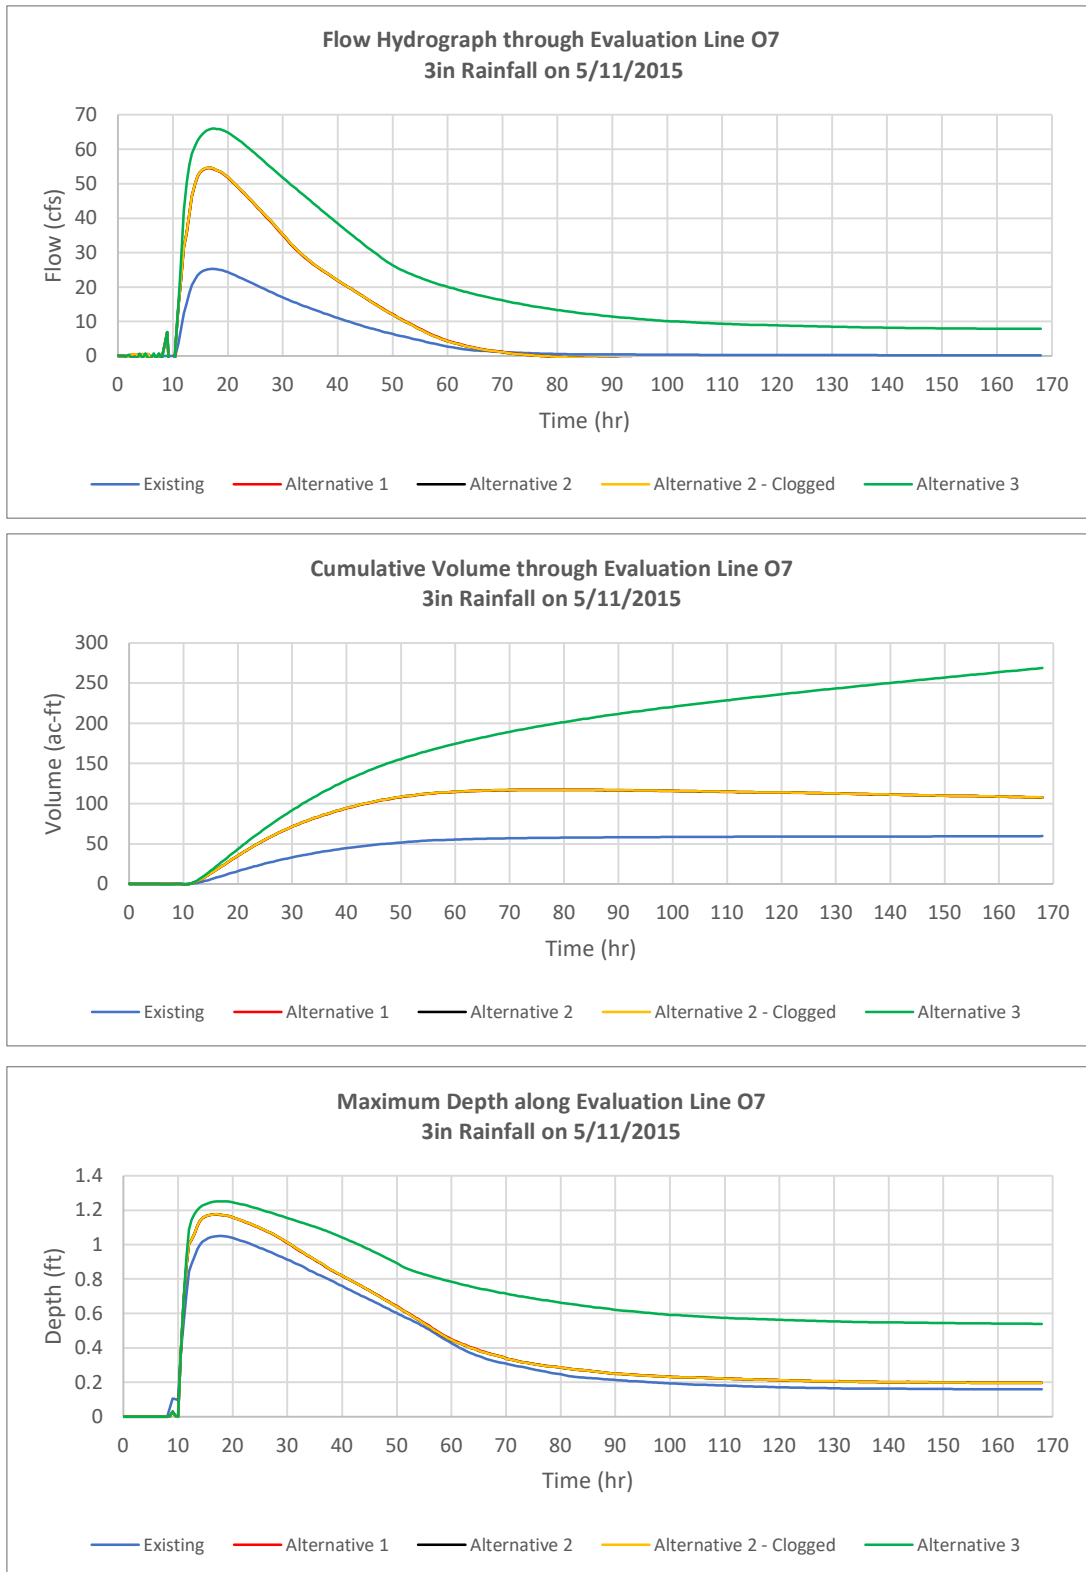 Flow Hydrograph through Evaluation Line O7
3in Rainfall on 5/11/2015
70
60
50
40
30
20
10
0
Flow (cfs)
0 10 20 30 40 50 60 70 80 90 100 110 120 130 140 150 160 170
Time (hr)
Existing Alternative 1 Alternative 2 Alternative 2 - Clogged Alternative 3
Cumulative Volume through Evaluation Line O7
3in Rainfall on 5/11/2015
300
250
200
150
100
50
0
Volume (ac-ft)
0 10 20 30 40 50 60 70 80 90 100 110 120 130 140 150 160 170
Time (hr)
Existing Alternative 1 Alternative 2 Alternative 2 - Clogged Alternative 3
Maximum Depth along Evaluation Line O7
3in Rainfall on 5/11/2015
1.4
1.2
1
0.8
0.6
0.4
0.2
0
Depth (ft)
0 10 20 30 40 50 60 70 80 90 100 110 120 130 140 150 160 170
Time (hr)
Existing Alternative 1 Alternative 2 Alternative 2 - Clogged Alternative 3